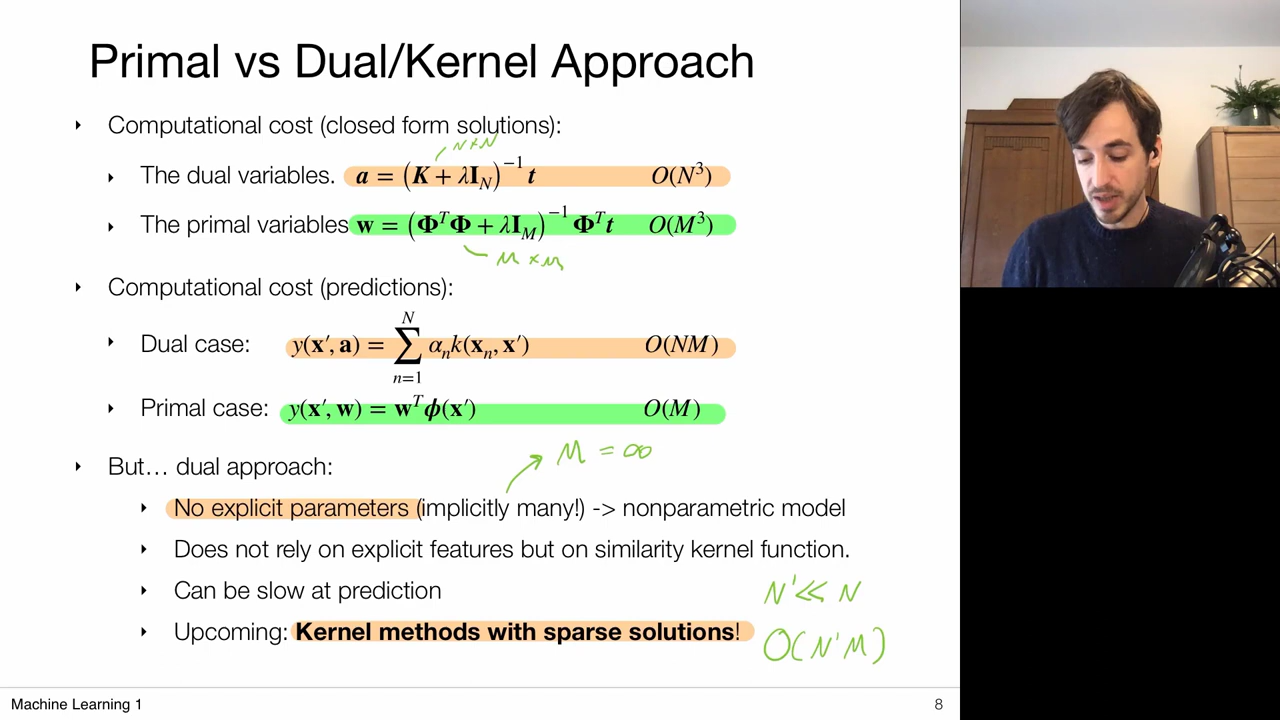 Primal vs Dual/Kernel Approach
Computational cost (closed form solutions):
N×N
The dual variables. a = (K + λI_N)^{-1} t O(N³)
The primal variables w = (Φ^TΦ + λI_M)^{-1} Φ^T t O(M³)
M×M
Computational cost (predictions):
Dual case: y(x′, a) = ∑_{n=1}^{N} α_n k(x_n, x′) O(NM)
Primal case: y(x′, w) = w^T ϕ(x′) O(M)
M = ∞
But… dual approach:
No explicit parameters (implicitly many!) -> nonparametric model
Does not rely on explicit features but on similarity kernel function.
Can be slow at prediction N' ≪ N
Upcoming: Kernel methods with sparse solutions! O(N'M)
Machine Learning 1 8